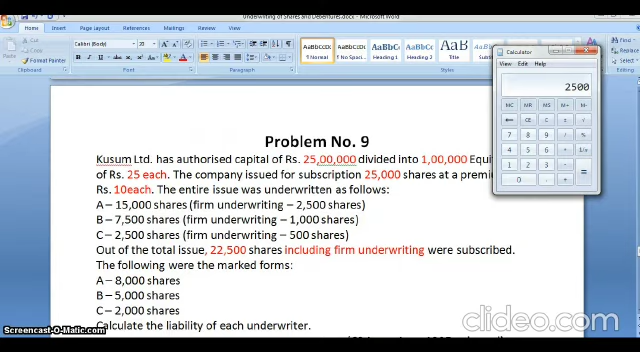 Underwriting of Shares and Debentures.docx - Microsoft Word
Home Insert Page Layout References Mailings Review View
Calibri (Body) 20
Format Painter
AaBbCcDc AaBbCcDc AaBbCc AaBbCc AaB AaBbCc
¶ Normal ¶ No Spaci... Heading 1 Heading 2 Title
Find
Replace
Select
Clipboard Font Paragraph Styles Editing
Calculator
View Edit Help
2500
MC MR MS M+ M-
← CE C ± √
7 8 9 / %
4 5 6 * 1/x
1 2 3 - =
0 . +
Problem No. 9
Kusum Ltd. has authorised capital of Rs. 25,00,000 divided into 1,00,000 Equi
of Rs. 25 each. The company issued for subscription 25,000 shares at a premi
Rs. 10each. The entire issue was underwritten as follows:
A – 15,000 shares (firm underwriting - 2,500 shares)
B – 7,500 shares (firm underwriting - 1,000 shares)
C – 2,500 shares (firm underwriting - 500 shares)
Out of the total issue, 22,500 shares including firm underwriting were subscribed.
The following were the marked forms:
A – 8,000 shares
B – 5,000 shares
C – 2,000 shares
Calculate the liability of each underwriter.
Screencast-O-Matic.com
clideo.com